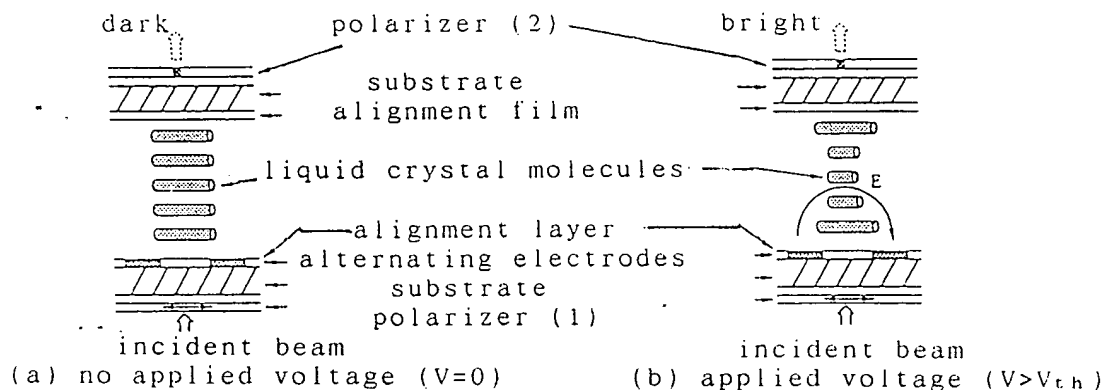 dark
polarizer (2)
bright
substrate
alignment film
liquid crystal molecules
E
alignment layer
alternating electrodes
substrate
polarizer (1)
incident beam
incident beam
(a) no applied voltage (V=0)
(b) applied voltage (V>Vth)